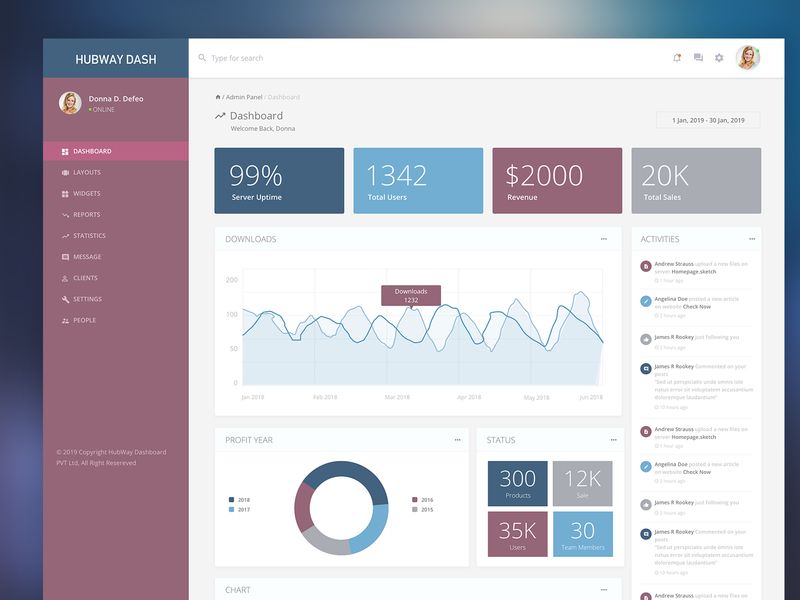 HUBWAY DASH
Type for search
Donna D. Defeo
ONLINE
DASHBOARD
LAYOUTS
WIDGETS
REPORTS
STATISTICS
MESSAGE
CLIENTS
SETTINGS
PEOPLE
© 2019 Copyright HubWay Dashboard
PVT Ltd, All Right Resereved
/ Admin Panel / Dashboard
Dashboard
Welcome Back, Donna
1 Jan, 2019 - 30 Jan, 2019
99%
Server Uptime
1342
Total Users
$2000
Revenue
20K
Total Sales
DOWNLOADS
200
100
50
0
Downloads
1232
Jan 2018
Feb 2018
Mar 2018
Apr 2018
May 2018
Jun 2018
PROFIT YEAR
2018
2017
2016
2015
STATUS
300
Products
12K
Sale
35K
Users
30
Team Members
CHART
ACTIVITIES
Andrew Strauss upload a new files on
server Homepage.sketch
1 hour ago
Angelina Doe posted a new article
on website Check Now
2 hours ago
James R Rookey just following you
2 hours ago
James R Rookey Commented on your
posts
"Sed ut perspiciatis unde omnis iste
natus error sit voluptatem accusantium
doloremque laudantium"
10 hours ago
Andrew Strauss upload a new files on
server Homepage.sketch
1 hour ago
Angelina Doe posted a new article
on website Check Now
2 hours ago
James R Rookey just following you
2 hours ago
James R Rookey Commented on your
posts
"Sed ut perspiciatis unde omnis iste
natus error sit voluptatem accusantium
doloremque laudantium"
10 hours ago
Andrew Strauss upload a new files on